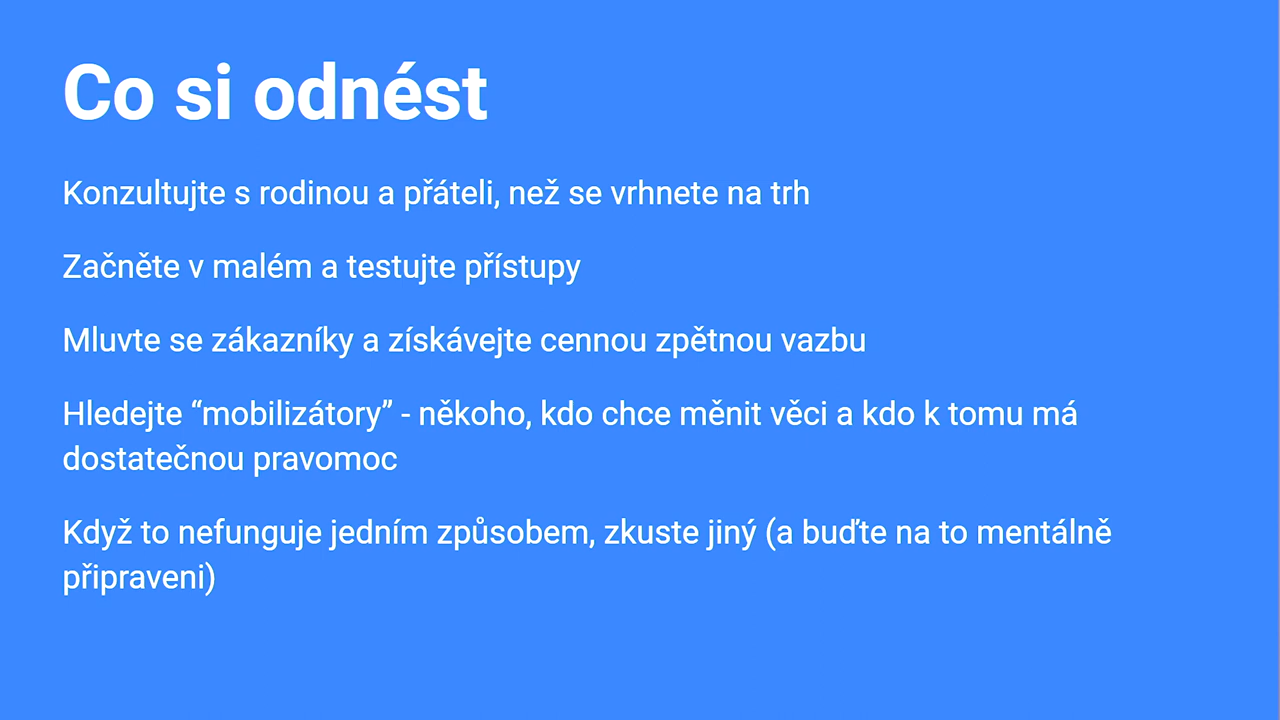 Co si odnést
Konzultujte s rodinou a přáteli, než se vrhnete na trh
Začněte v malém a testujte přístupy
Mluvte se zákazníky a získávejte cennou zpětnou vazbu
Hledejte “mobilizátory” - někoho, kdo chce měnit věci a kdo k tomu má
dostatečnou pravomoc
Když to nefunguje jedním způsobem, zkuste jiný (a buďte na to mentálně
připraveni)